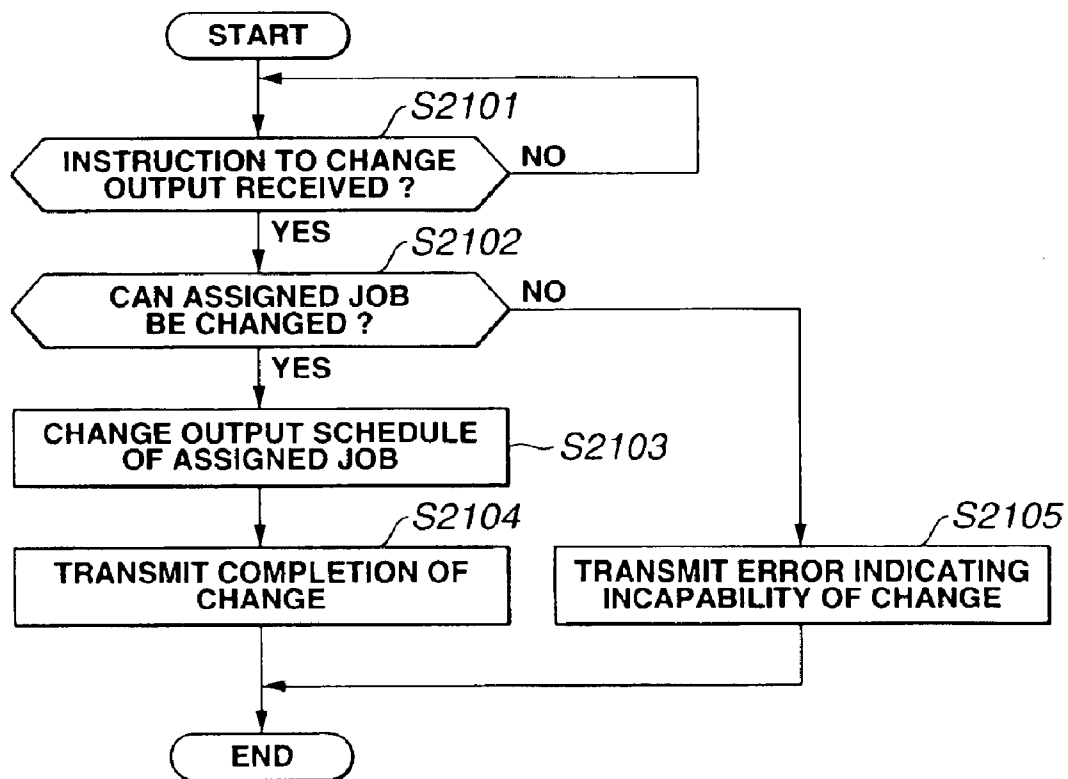 START
S2101
INSTRUCTION TO CHANGE
OUTPUT RECEIVED ?
NO
YES
S2102
CAN ASSIGNED JOB
BE CHANGED ?
NO
YES
CHANGE OUTPUT SCHEDULE
OF ASSIGNED JOB
S2103
S2104
TRANSMIT COMPLETION OF
CHANGE
S2105
TRANSMIT ERROR INDICATING
INCAPABILITY OF CHANGE
END